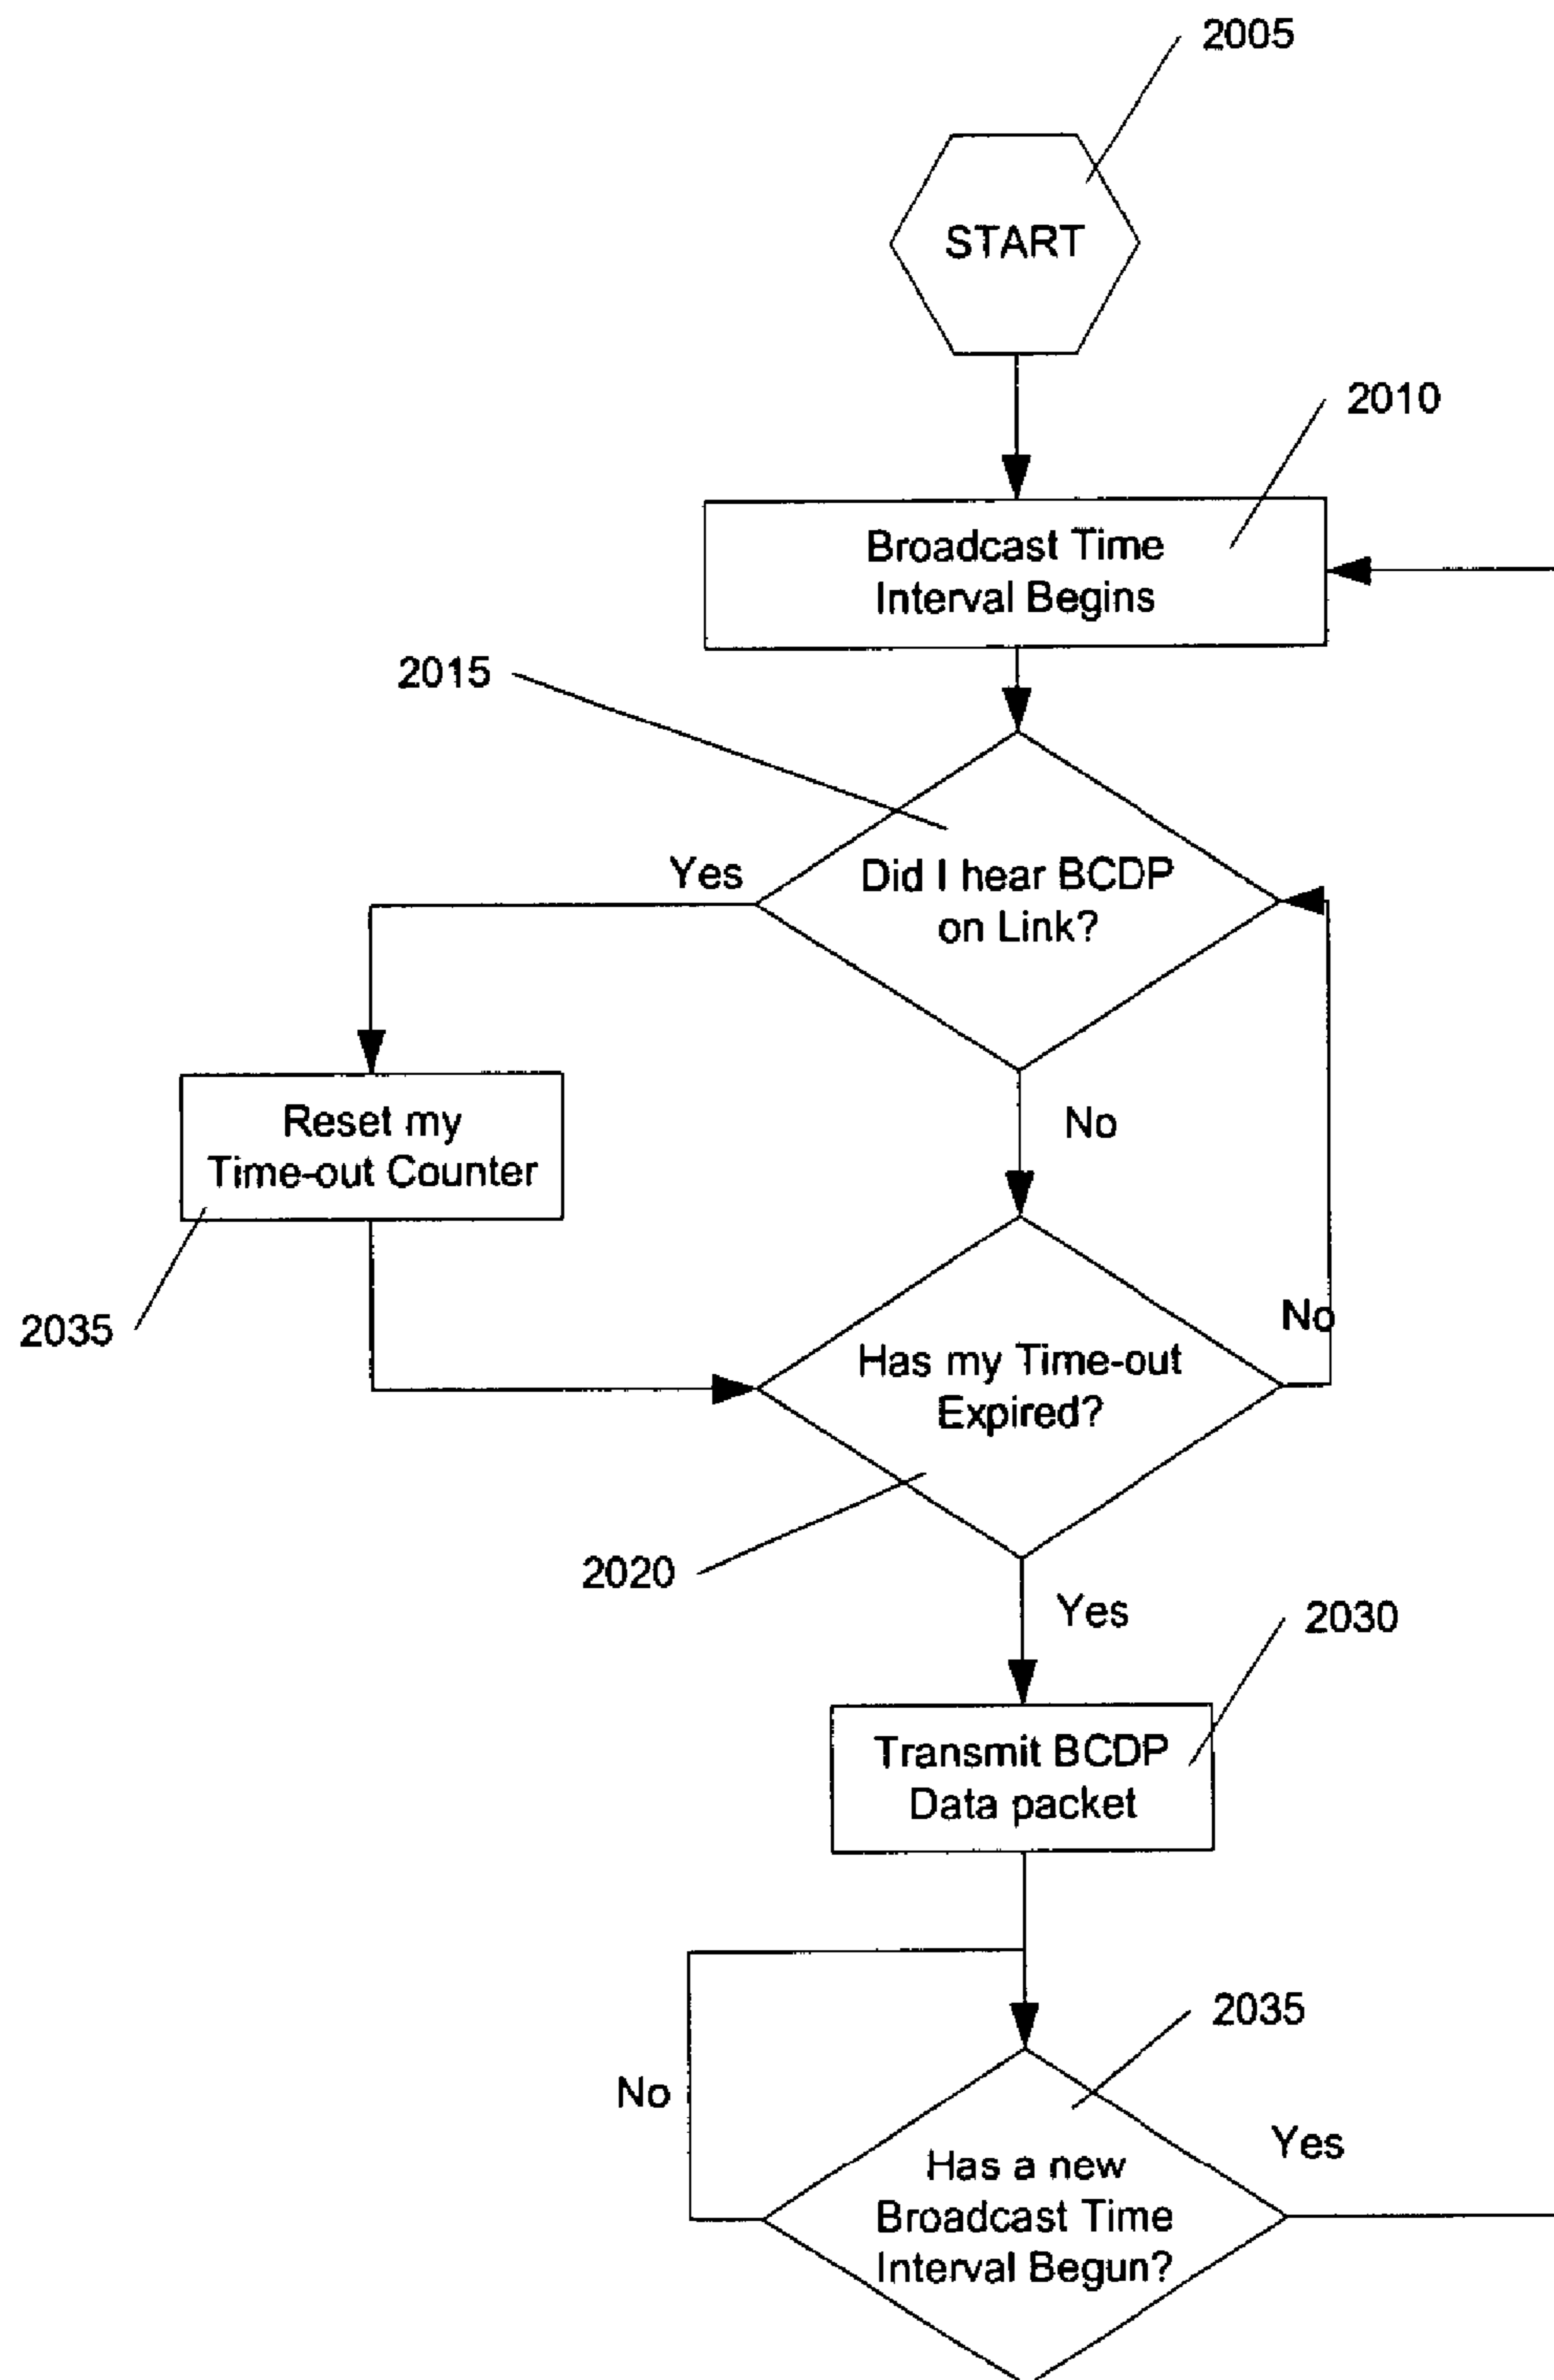 2005
START
2010
Broadcast Time
Interval Begins
2015
Yes
Did I hear BCDP
on Link?
Reset my
Time-out Counter
No
2035
No
Has my Time-out
Expired?
2020
Yes
2030
Transmit BCDP
Data packet
2035
No
Yes
Has a new
Broadcast Time
Interval Begun?